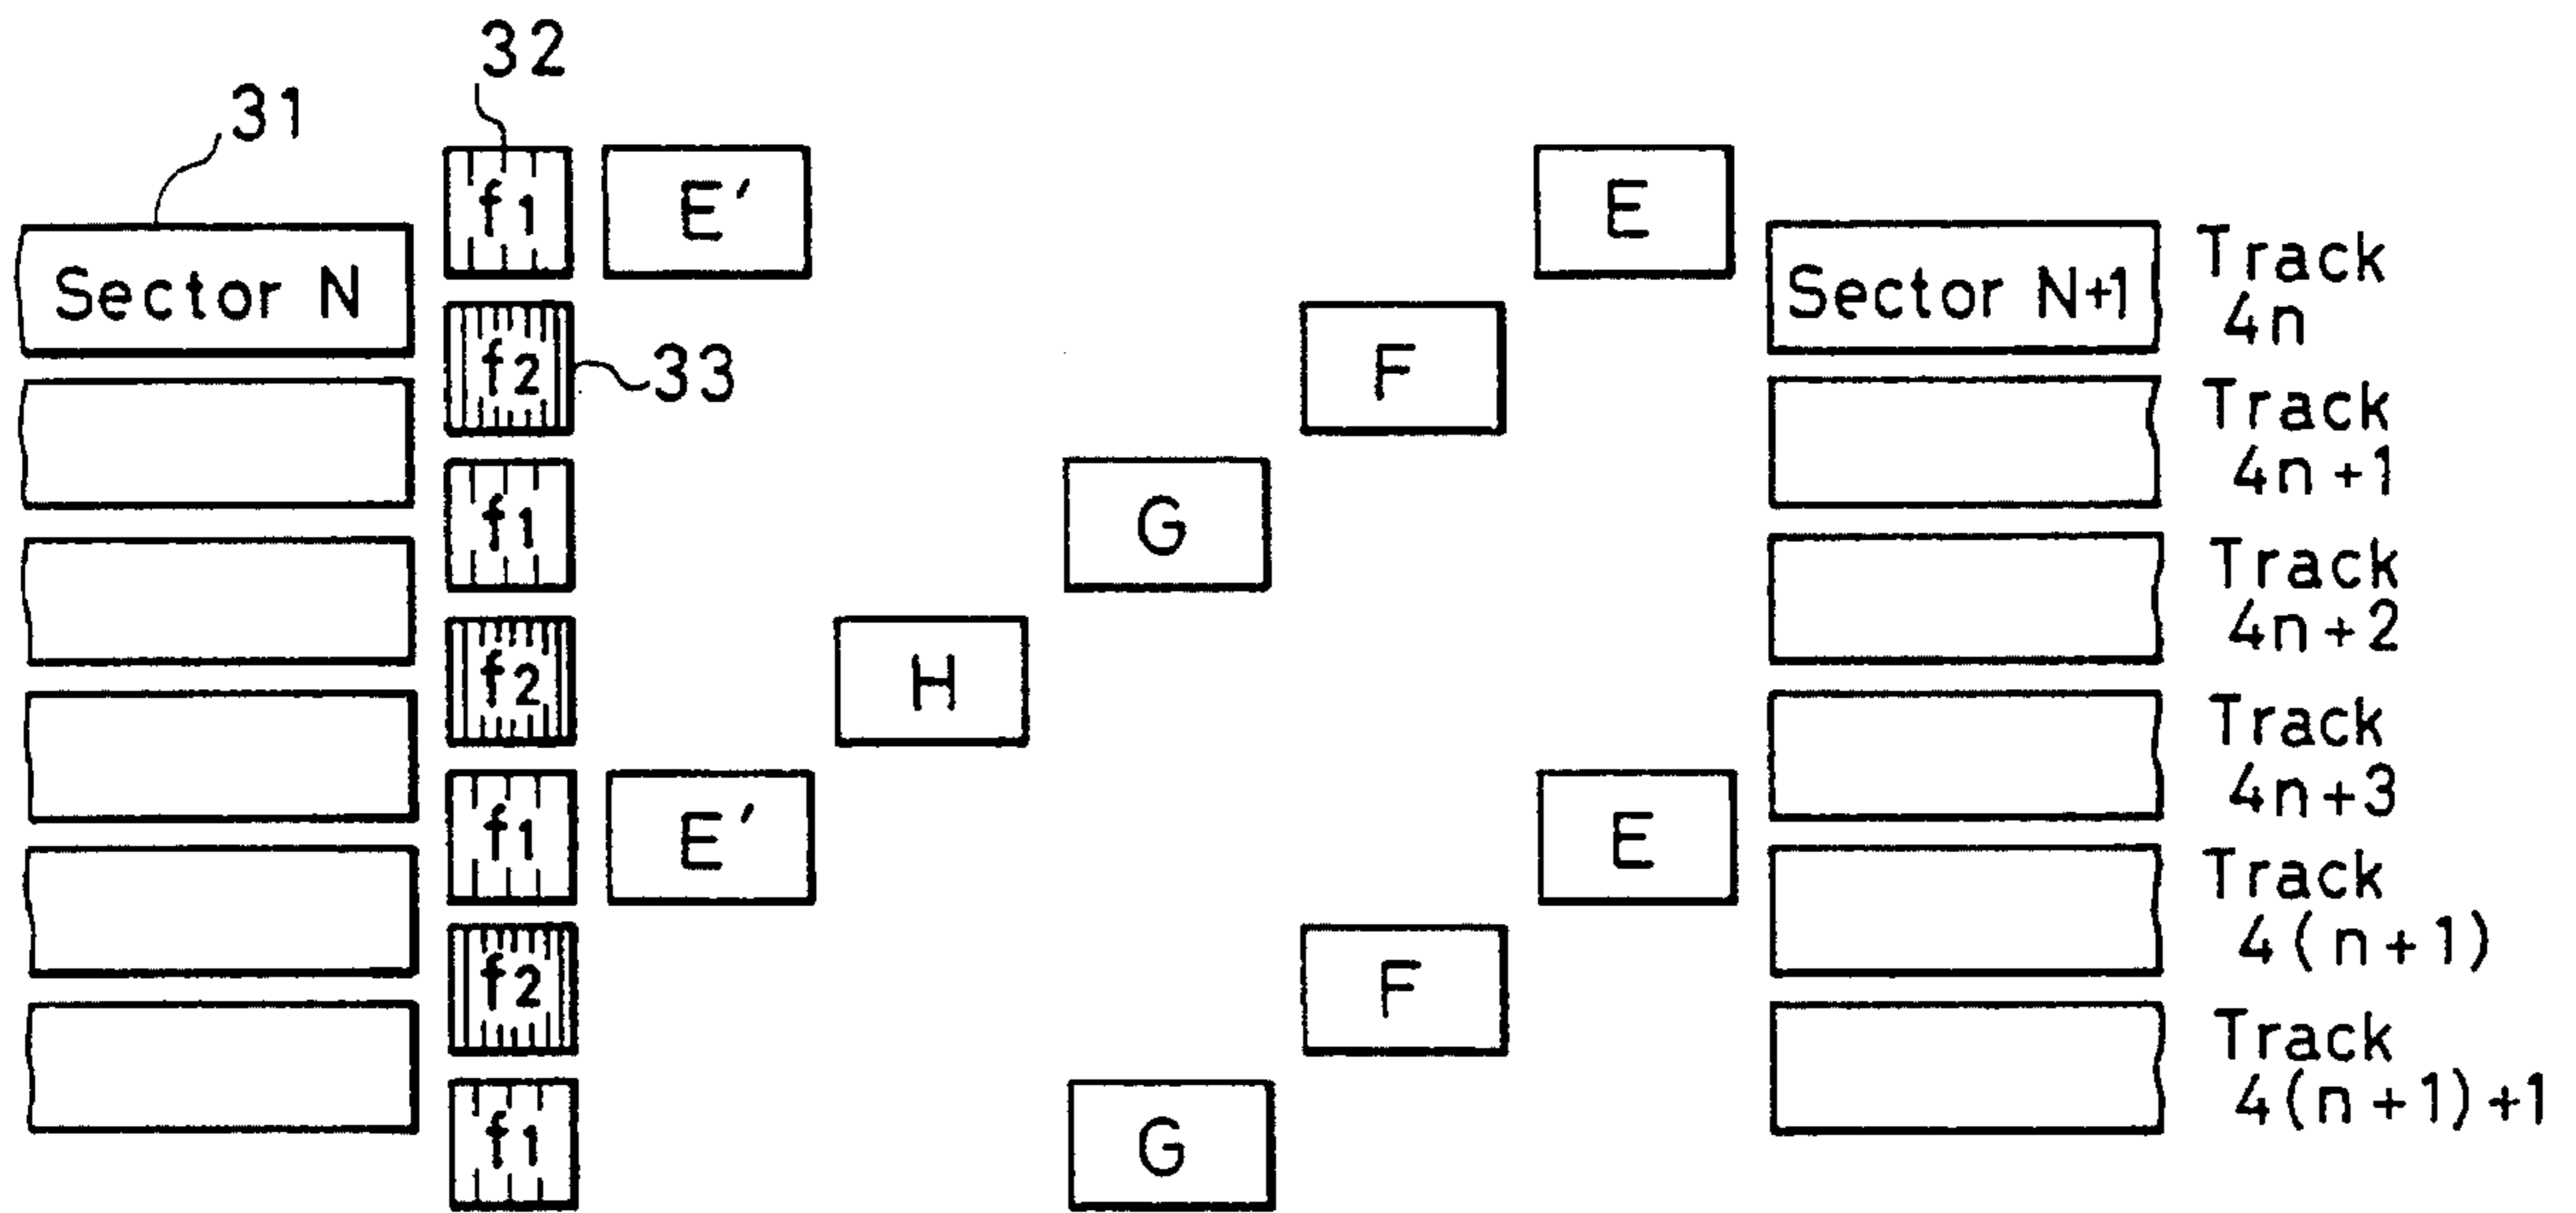 32
31
f1 E' E
Sector N Sector N+1 Track
4n
f2 33 F
Track
4n+1
f1 G
Track
4n+2
f2 H
Track
4n+3
f1 E' E
Track
4(n+1)
f2 F
Track
4(n+1)+1
f1 G